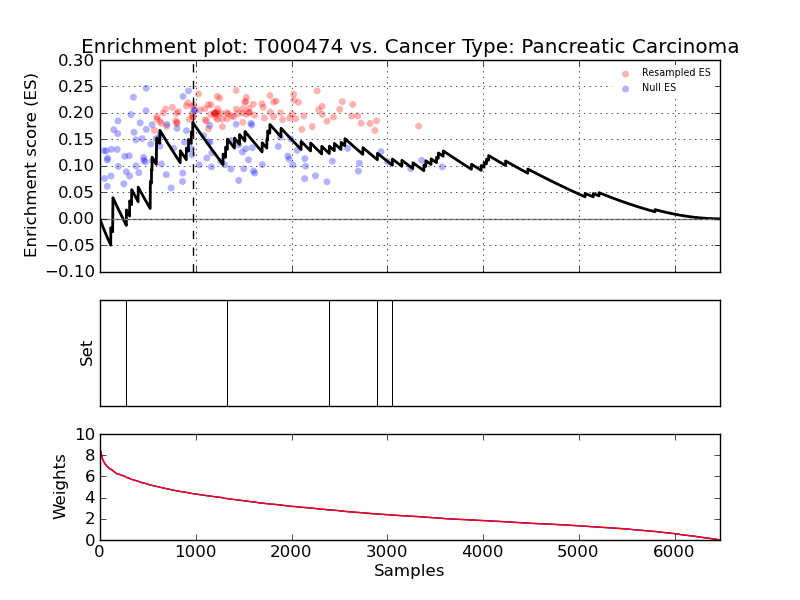 Enrichment plot: T000474 vs. Cancer Type: Pancreatic Carcinoma
0.30
0.25
0.20
0.15
0.10
0.05
0.00
−0.05
−0.10
Enrichment score (ES)
Resampled ES
Null ES
Set
10
8
6
4
2
0
Weights
0 1000 2000 3000 4000 5000 6000
Samples